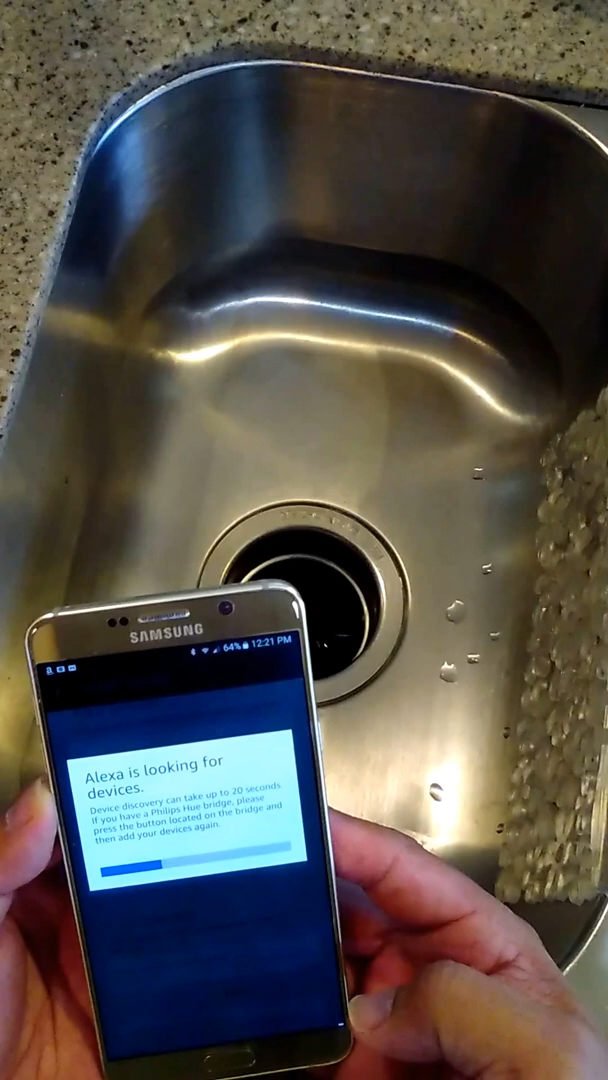 SAMSUNG
64% 12:21 PM
Alexa is looking for
devices.
Device discovery can take up to 20 seconds.
If you have a Philips Hue bridge, please
press the button located on the bridge and
then add your devices again.